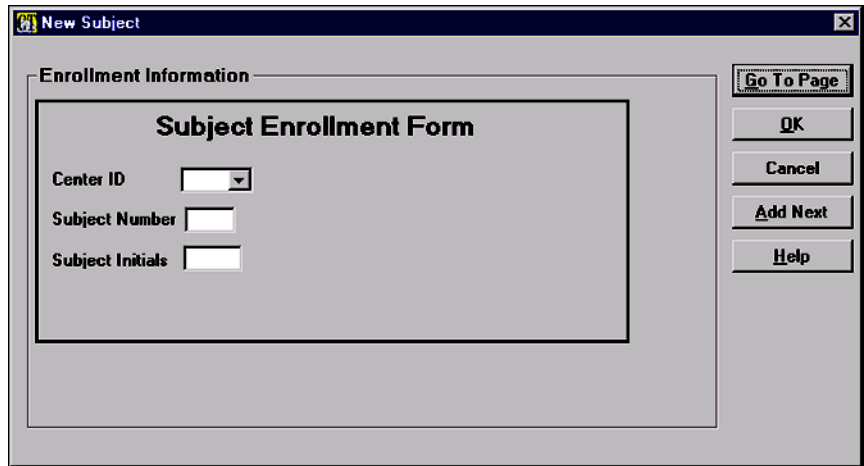 New Subject
Enrollment Information
Subject Enrollment Form
Center ID
Subject Number
Subject Initials
Go To Page
OK
Cancel
Add Next
Help